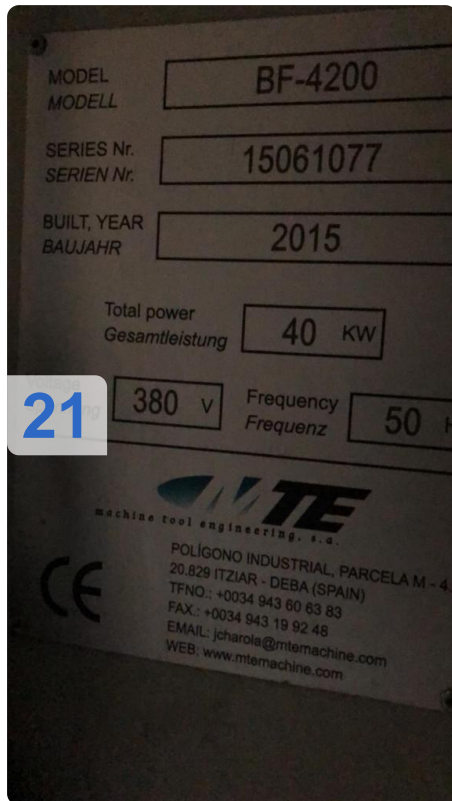 MODEL
MODELL
BF-4200
SERIES Nr.
SERIEN Nr.
15061077
BUILT, YEAR
BAUJAHR
2015
Total power
Gesamtleistung
40 KW
Voltage
380 V
Frequency
Frequenz
50
21
MTE
machine tool engineering, s.a.
CE
POLÍGONO INDUSTRIAL, PARCELA M - 4.
20.829 ITZIAR - DEBA (SPAIN)
TFNO.: +0034 943 60 63 83
FAX.: +0034 943 19 92 48
EMAIL: jcharola@mtemachine.com
WEB: www.mtemachine.com